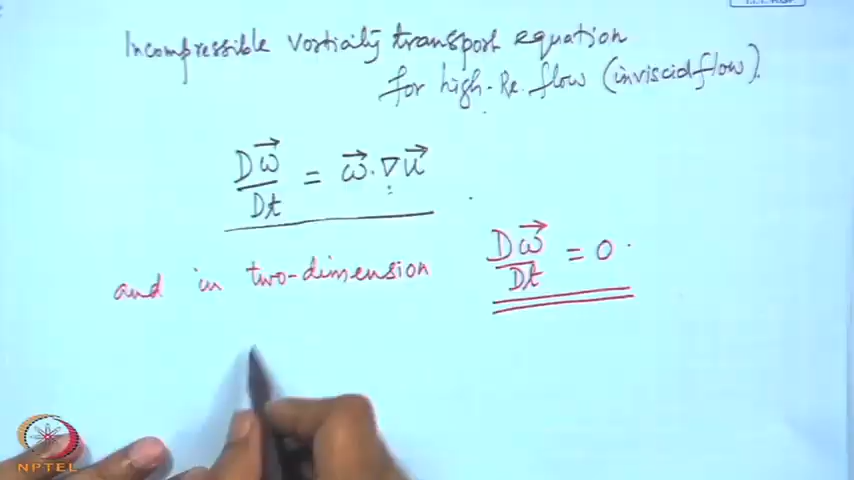 Incompressible vorticity transport equation
for high-Re. flow (inviscid flow).
Dω⃗/Dt = ω⃗.∇u⃗
and in two-dimension Dω⃗/Dt = 0.
NPTEL